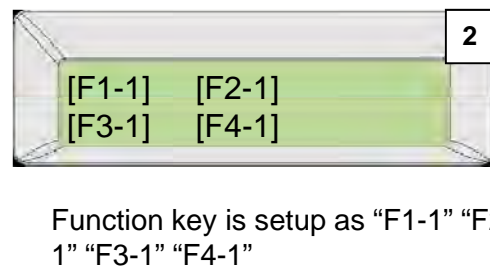 2
[F1-1] [F2-1]
[F3-1] [F4-1]
Function key is setup as “F1-1”
1” “F3-1” “F4-1”